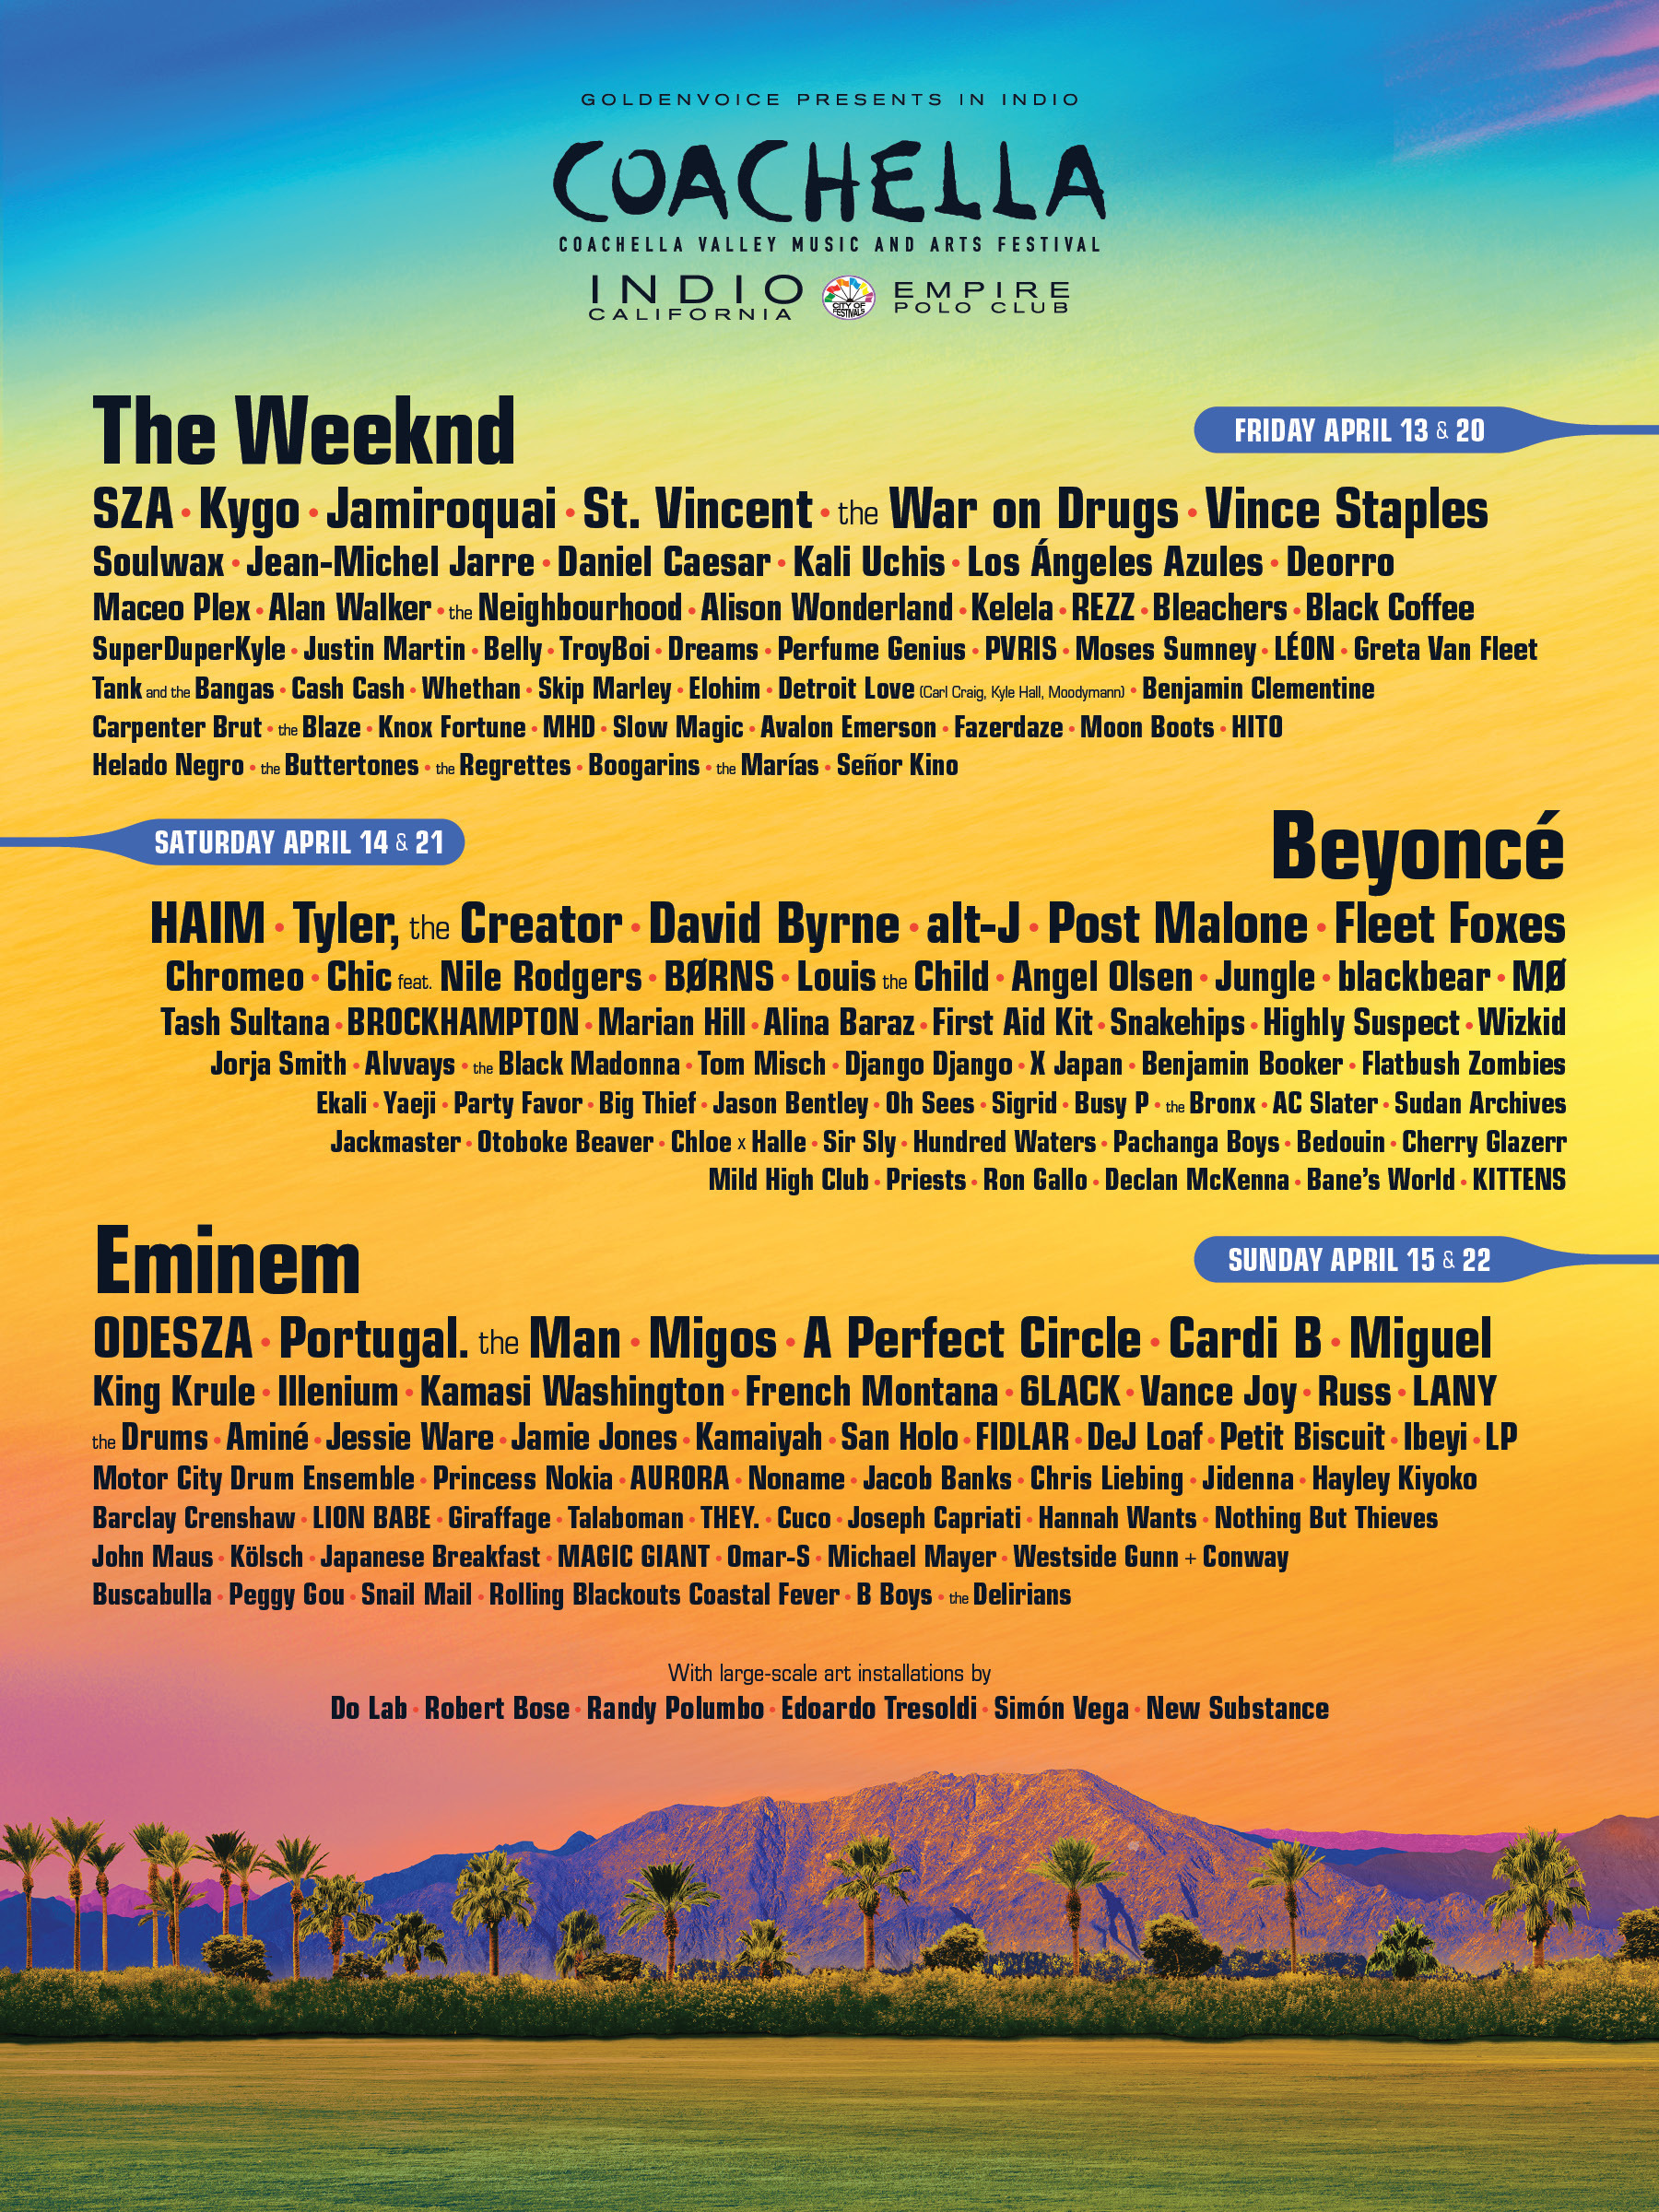 GOLDENVOICE PRESENTS IN INDIO
COACHELLA
COACHELLA VALLEY MUSIC AND ARTS FESTIVAL
INDIO
CALIFORNIA
CITY OF
FESTIVALS
EMPIRE
POLO CLUB
The Weeknd
FRIDAY APRIL 13 & 20
SZA • Kygo • Jamiroquai • St. Vincent • the War on Drugs • Vince Staples
Soulwax • Jean-Michel Jarre • Daniel Caesar • Kali Uchis • Los Ángeles Azules • Deorro
Maceo Plex • Alan Walker • the Neighbourhood • Alison Wonderland • Kelela • REZZ • Bleachers • Black Coffee
SuperDuperKyle • Justin Martin • Belly • TroyBoi • Dreams • Perfume Genius • PVRIS • Moses Sumney • LÉON • Greta Van Fleet
Tank and the Bangas • Cash Cash • Whethan • Skip Marley • Elohim • Detroit Love (Carl Craig, Kyle Hall, Moodymann) • Benjamin Clementine
Carpenter Brut • the Blaze • Knox Fortune • MHD • Slow Magic • Avalon Emerson • Fazerdaze • Moon Boots • HITO
Helado Negro • the Buttertones • the Regrettes • Boogarins • the Marías • Señor Kino
SATURDAY APRIL 14 & 21
Beyoncé
HAIM • Tyler, the Creator • David Byrne • alt-J • Post Malone • Fleet Foxes
Chromeo • Chic feat. Nile Rodgers • BØRNS • Louis the Child • Angel Olsen • Jungle • blackbear • MØ
Tash Sultana • BROCKHAMPTON • Marian Hill • Alina Baraz • First Aid Kit • Snakehips • Highly Suspect • Wizkid
Jorja Smith • Alvvays • the Black Madonna • Tom Misch • Django Django • X Japan • Benjamin Booker • Flatbush Zombies
Ekali • Yaeji • Party Favor • Big Thief • Jason Bentley • Oh Sees • Sigrid • Busy P • the Bronx • AC Slater • Sudan Archives
Jackmaster • Otoboke Beaver • Chloe x Halle • Sir Sly • Hundred Waters • Pachanga Boys • Bedouin • Cherry Glazerr
Mild High Club • Priests • Ron Gallo • Declan McKenna • Bane's World • KITTENS
Eminem
SUNDAY APRIL 15 & 22
ODESZA • Portugal. the Man • Migos • A Perfect Circle • Cardi B • Miguel
King Krule • Illenium • Kamasi Washington • French Montana • 6LACK • Vance Joy • Russ • LANY
the Drums • Aminé • Jessie Ware • Jamie Jones • Kamaiyah • San Holo • FIDLAR • DeJ Loaf • Petit Biscuit • Ibeyi • LP
Motor City Drum Ensemble • Princess Nokia • AURORA • Noname • Jacob Banks • Chris Liebing • Jidenna • Hayley Kiyoko
Barclay Crenshaw • LION BABE • Giraffage • Talaboman • THEY. • Cuco • Joseph Capriati • Hannah Wants • Nothing But Thieves
John Maus • Kölsch • Japanese Breakfast • MAGIC GIANT • Omar-S • Michael Mayer • Westside Gunn + Conway
Buscabulla • Peggy Gou • Snail Mail • Rolling Blackouts Coastal Fever • B Boys • the Delirians
With large-scale art installations by
Do Lab • Robert Bose • Randy Polumbo • Edoardo Tresoldi • Simón Vega • New Substance